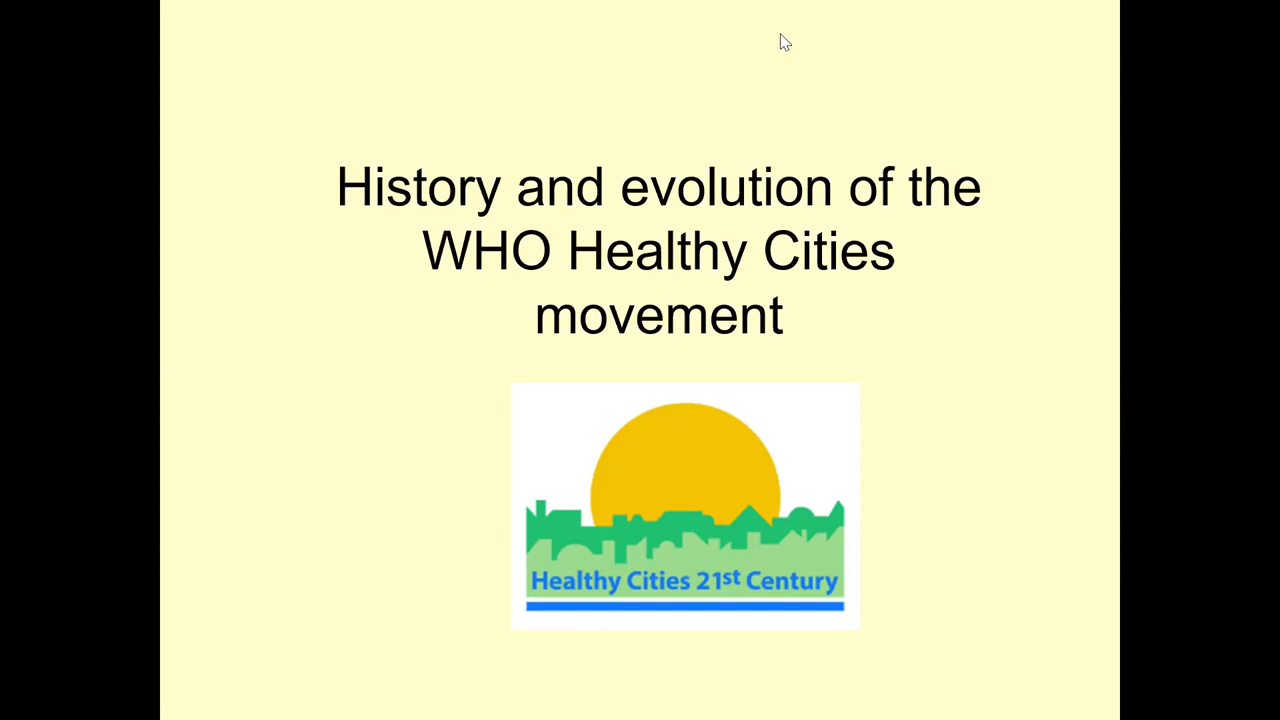 History and evolution of the
WHO Healthy Cities
movement
Healthy Cities 21st Century